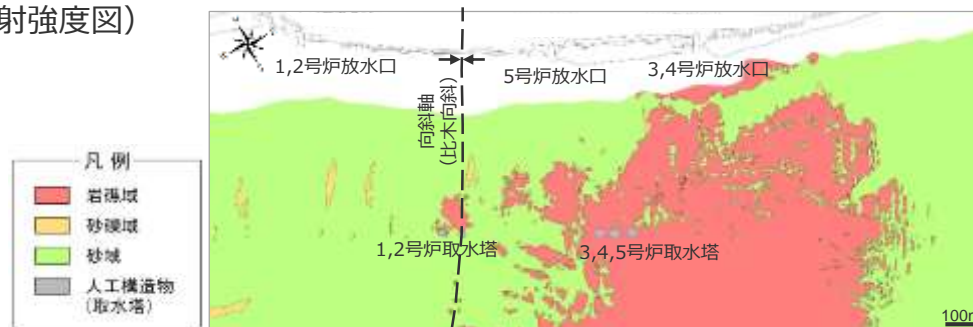 射強度図）
1,2号炉放水口
5号炉放水口
3,4号炉放水口
向斜軸
（比木向斜）
凡 例
岩礁域
砂礫域
砂域
人工構造物
（取水塔）
1,2号炉取水塔
3,4,5号炉取水塔
100m